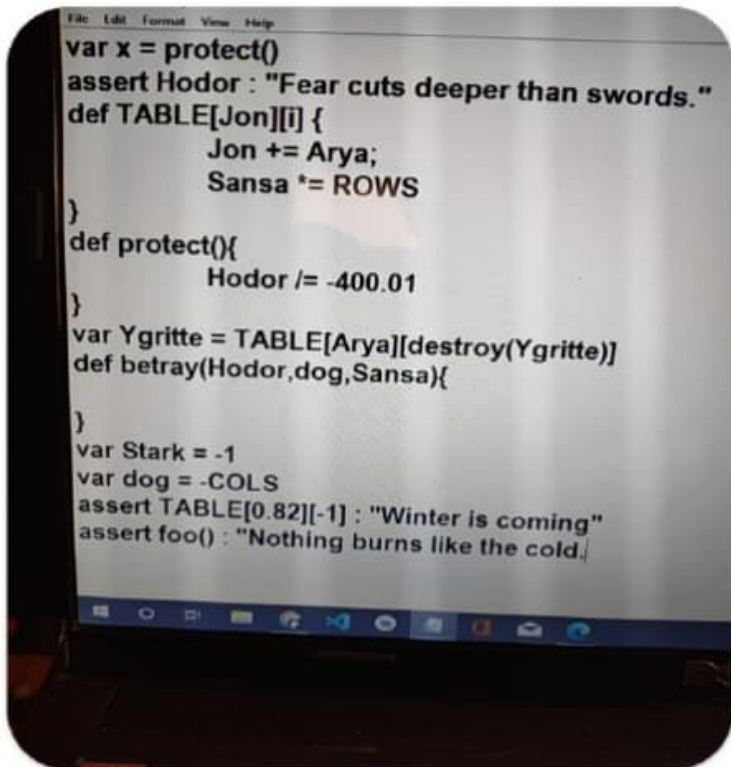 File Edit Format View Help
var x = protect()
assert Hodor : "Fear cuts deeper than swords."
def TABLE[Jon][i] {
Jon += Arya;
Sansa *= ROWS
}
def protect(){
Hodor /= -400.01
}
var Ygritte = TABLE[Arya][destroy(Ygritte)]
def betray(Hodor,dog,Sansa){
}
var Stark = -1
var dog = -COLS
assert TABLE[0.82][-1] : "Winter is coming"
assert foo() : "Nothing burns like the cold.